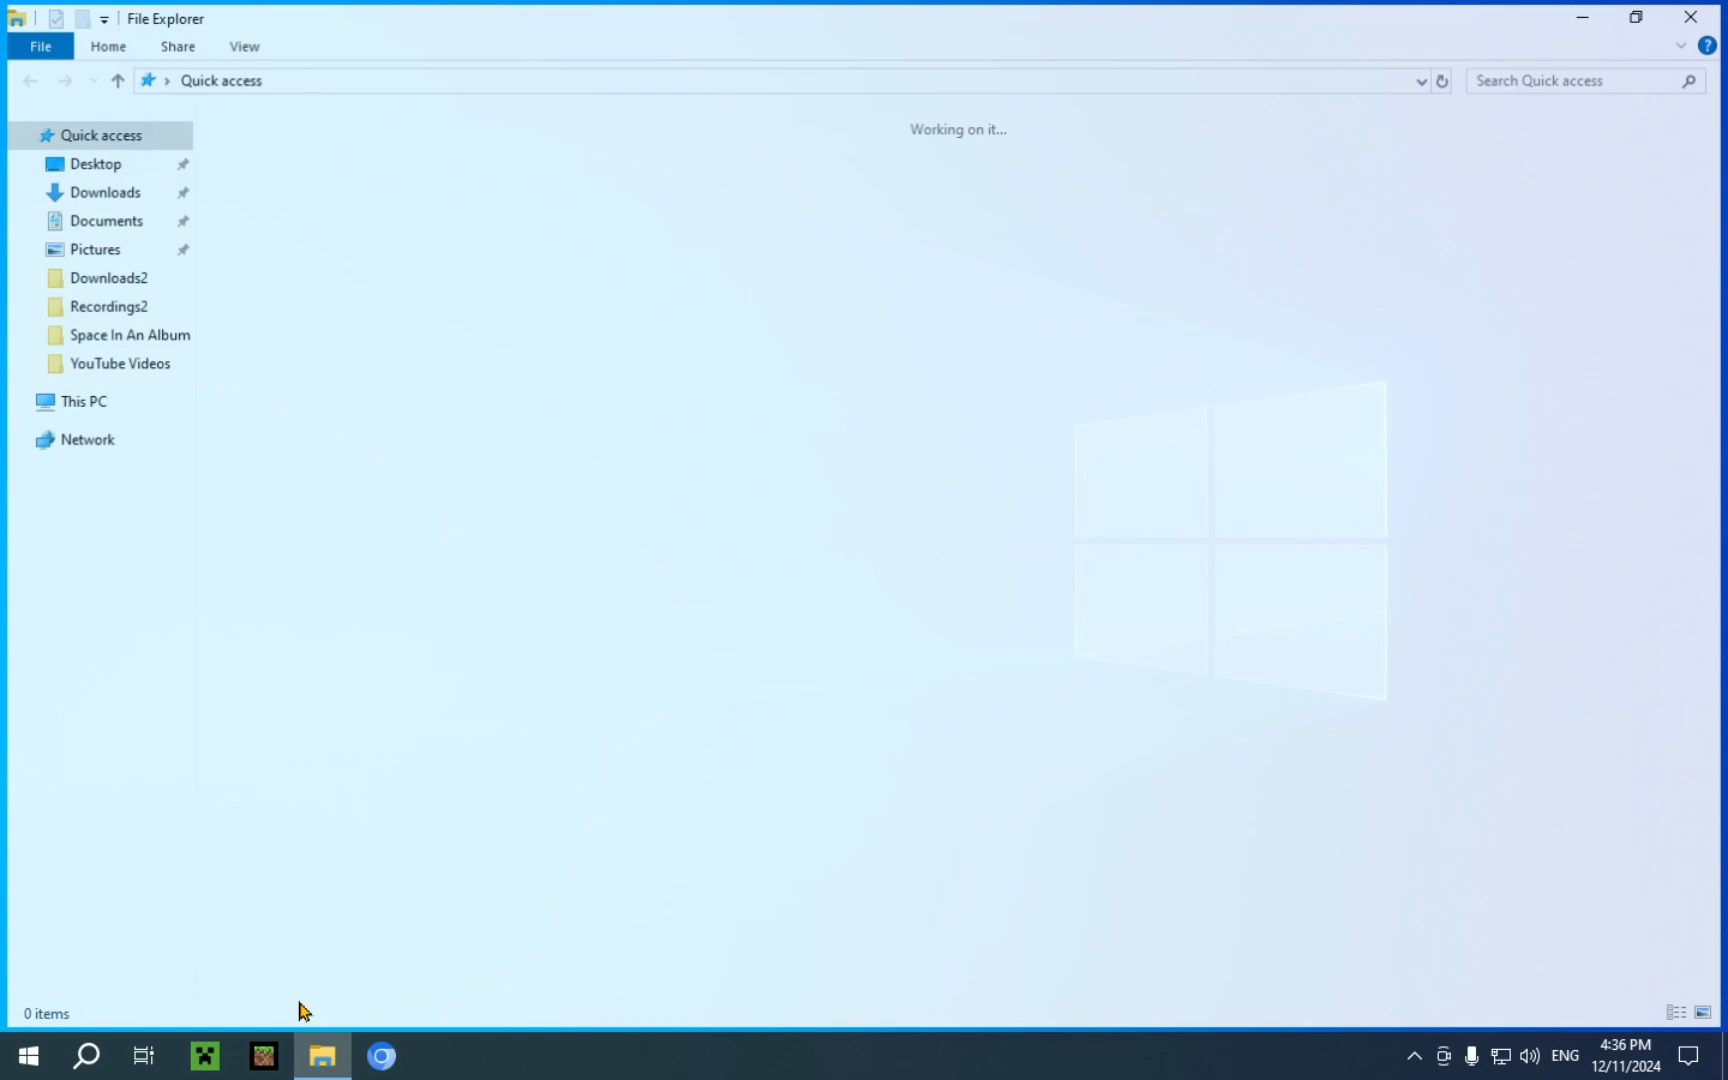 File Explorer
File Home Share View
Quick access
Search Quick access
Working on it...
Quick access
Desktop
Downloads
Documents
Pictures
Downloads2
Recordings2
Space In An Album
YouTube Videos
This PC
Network
0 items
ENG
4:36 PM
12/11/2024